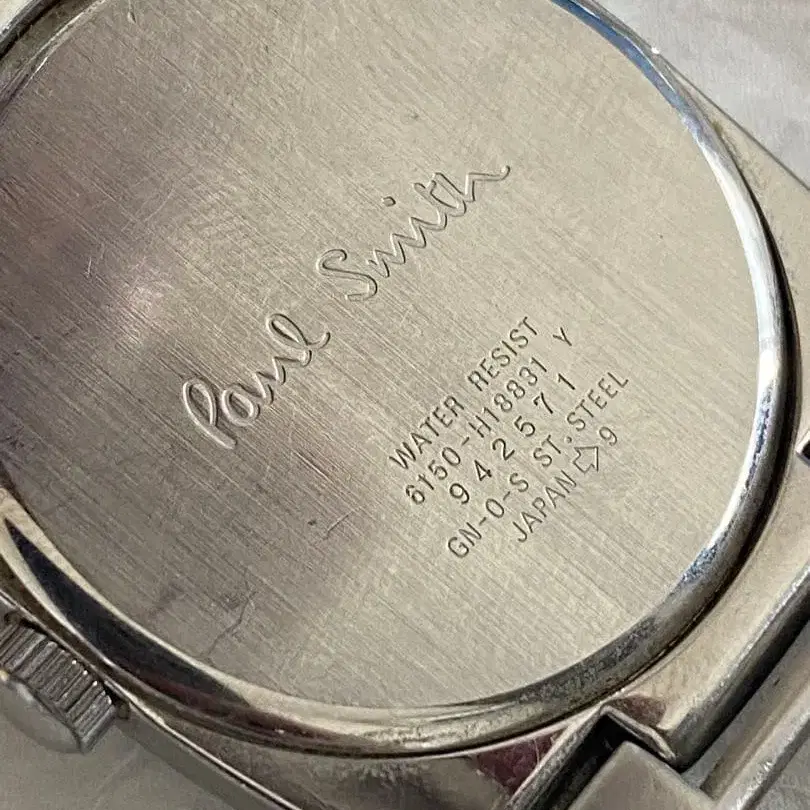 Paul Smith
WATER RESIST
6150-H18831 Y
942571
GN-0-S ST.STEEL
JAPAN ⇨ 9